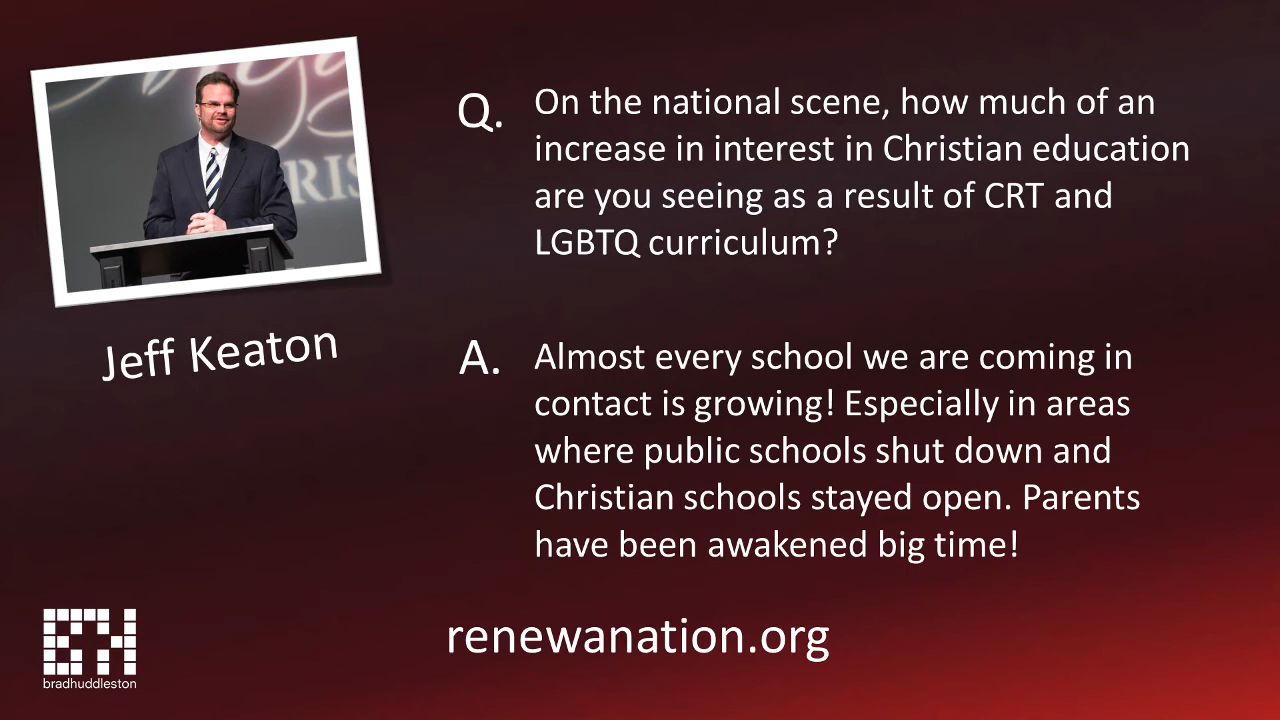 Q. On the national scene, how much of an
increase in interest in Christian education
are you seeing as a result of CRT and
LGBTQ curriculum?
Jeff Keaton
A. Almost every school we are coming in
contact is growing! Especially in areas
where public schools shut down and
Christian schools stayed open. Parents
have been awakened big time!
renewanation.org
bradhuddleston